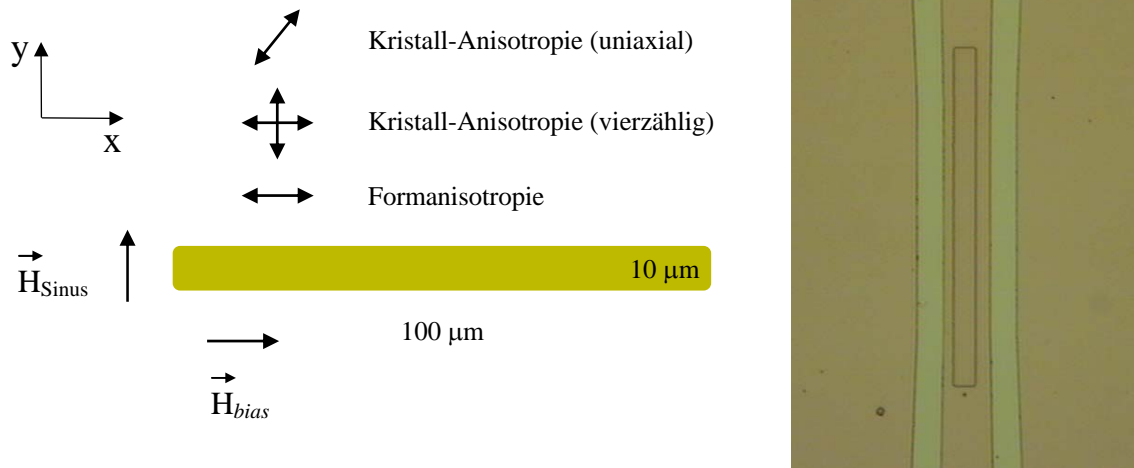 Kristall-Anisotropie (uniaxial)
y
Kristall-Anisotropie (vierzählig)
x
Formanisotropie
10 µm
H Sinus
100 µm
H bias